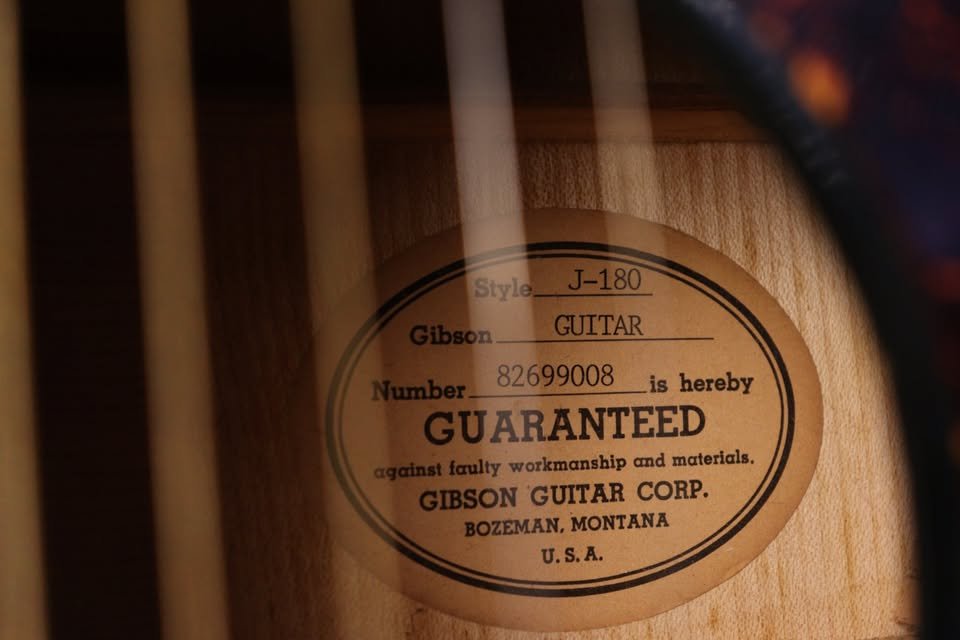 Style J-180
Gibson GUITAR
Number 82699008 is hereby
GUARANTEED
against faulty workmanship and materials.
GIBSON GUITAR CORP.
BOZEMAN, MONTANA
U.S.A.